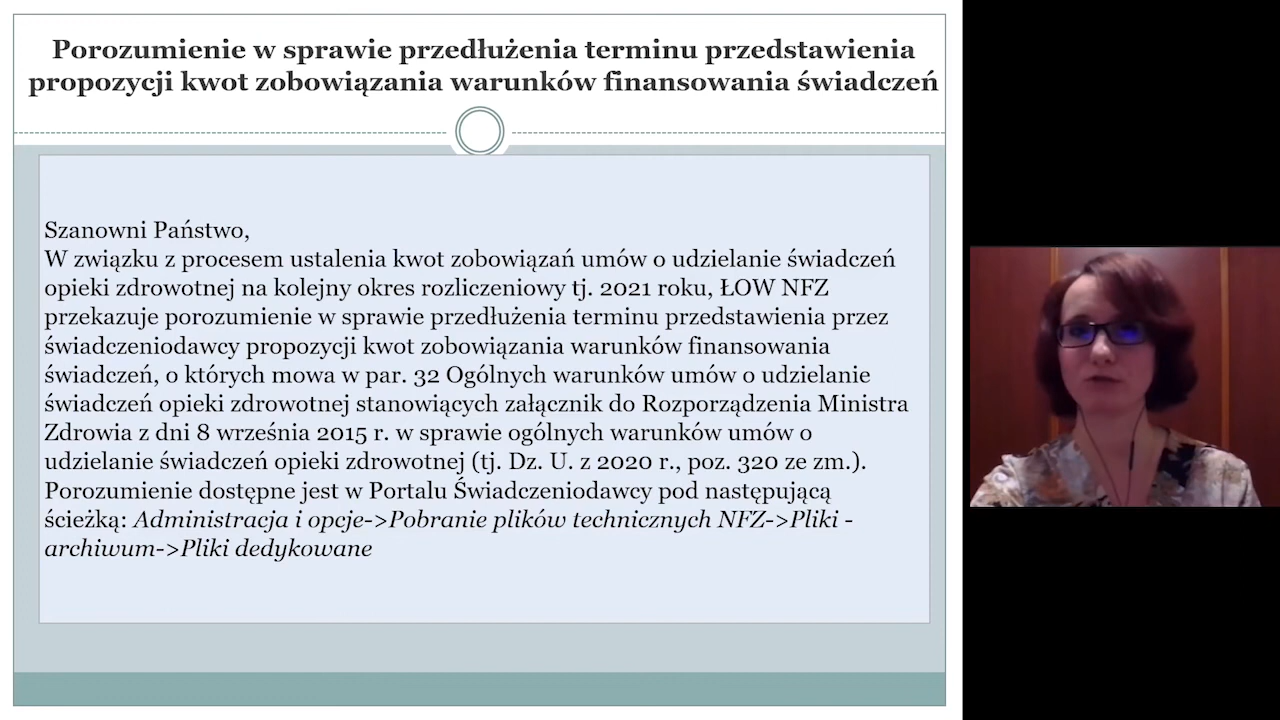 Porozumienie w sprawie przedłużenia terminu przedstawienia
propozycji kwot zobowiązania warunków finansowania świadczeń
Szanowni Państwo,
W związku z procesem ustalenia kwot zobowiązań umów o udzielanie świadczeń
opieki zdrowotnej na kolejny okres rozliczeniowy tj. 2021 roku, ŁOW NFZ
przekazuje porozumienie w sprawie przedłużenia terminu przedstawienia przez
świadczeniodawcy propozycji kwot zobowiązania warunków finansowania
świadczeń, o których mowa w par. 32 Ogólnych warunków umów o udzielanie
świadczeń opieki zdrowotnej stanowiących załącznik do Rozporządzenia Ministra
Zdrowia z dni 8 września 2015 r. w sprawie ogólnych warunków umów o
udzielanie świadczeń opieki zdrowotnej (tj. Dz. U. z 2020 r., poz. 320 ze zm.).
Porozumienie dostępne jest w Portalu Świadczeniodawcy pod następującą
ścieżką: Administracja i opcje->Pobranie plików technicznych NFZ->Pliki -
archiwum->Pliki dedykowane